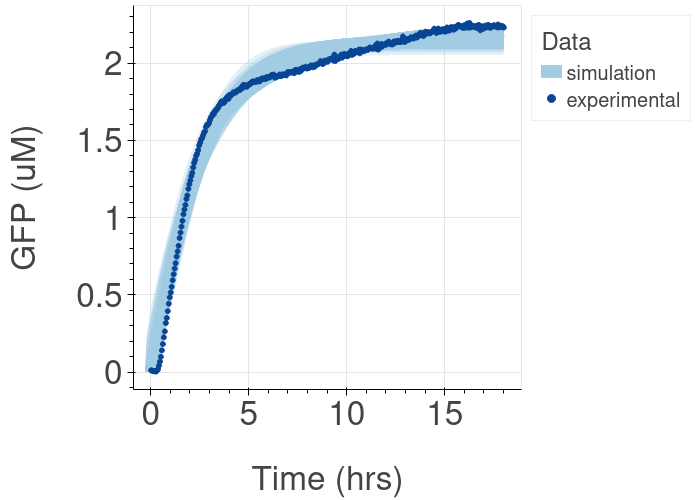 GFP (uM)
2
1.5
1
0.5
0
0 5 10 15
Time (hrs)
Data
simulation
experimental